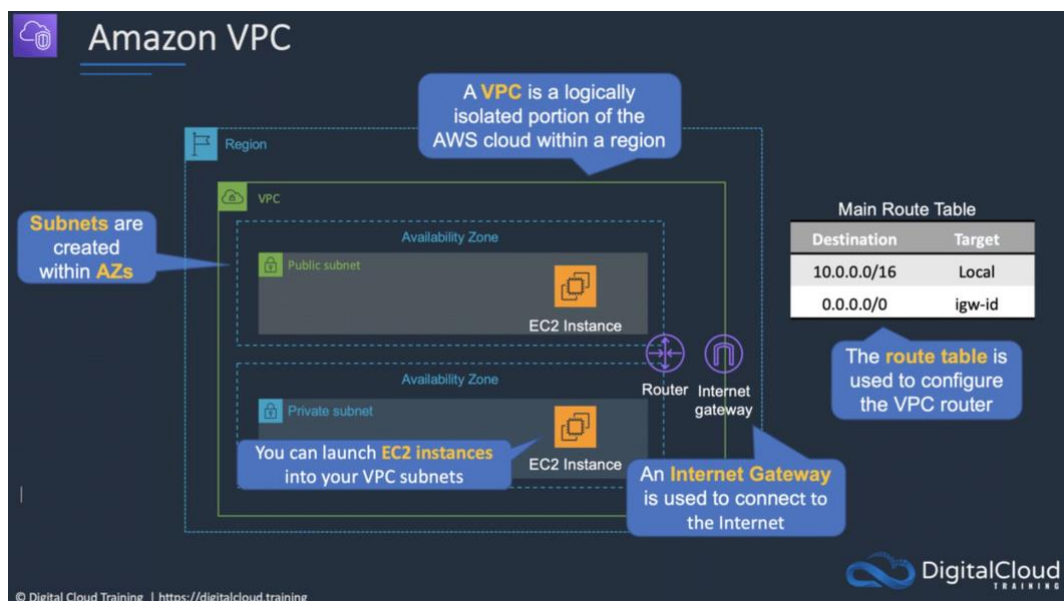 Amazon VPC
A VPC is a logically
isolated portion of the
AWS cloud within a region
Region
VPC
Subnets are
created
within AZs
Availability Zone
Public subnet
EC2 Instance
Main Route Table
Destination Target
10.0.0.0/16 Local
0.0.0.0/0 igw-id
The route table is
used to configure
the VPC router
Router
Internet
gateway
Availability Zone
Private subnet
EC2 Instance
You can launch EC2 instances
into your VPC subnets
An Internet Gateway
is used to connect to
the Internet
DigitalCloud
TRAINING
© Digital Cloud Training | https://digitalcloud.training